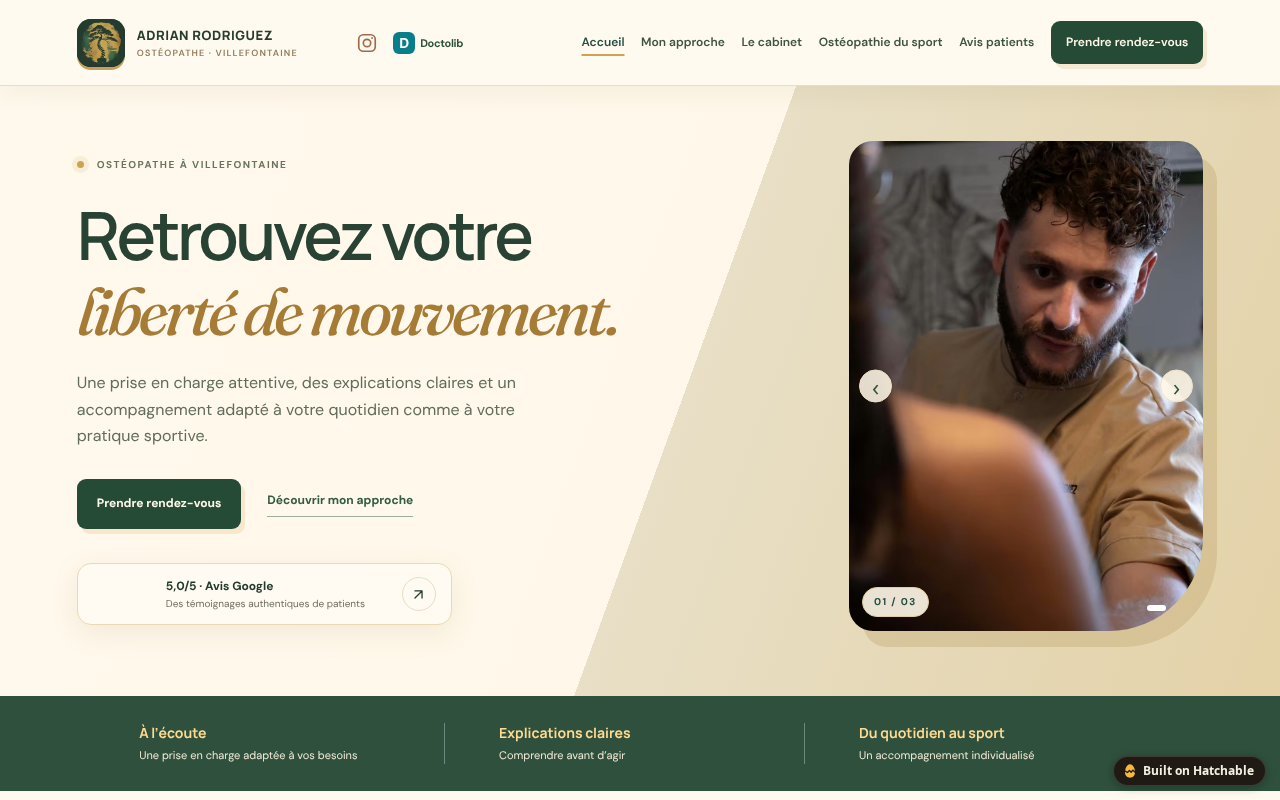 ADRIAN RODRIGUEZ
OSTÉOPATHE · VILLEFONTAINE
D Doctolib
Accueil Mon approche Le cabinet Ostéopathie du sport Avis patients Prendre rendez-vous
OSTÉOPATHE À VILLEFONTAINE
Retrouvez votre
liberté de mouvement.
Une prise en charge attentive, des explications claires et un
accompagnement adapté à votre quotidien comme à votre
pratique sportive.
Prendre rendez-vous Découvrir mon approche
5,0/5 · Avis Google
Des témoignages authentiques de patients
01 / 03
À l'écoute
Une prise en charge adaptée à vos besoins
Explications claires
Comprendre avant d’agir
Du quotidien au sport
Un accompagnement individualisé
Built on Hatchable